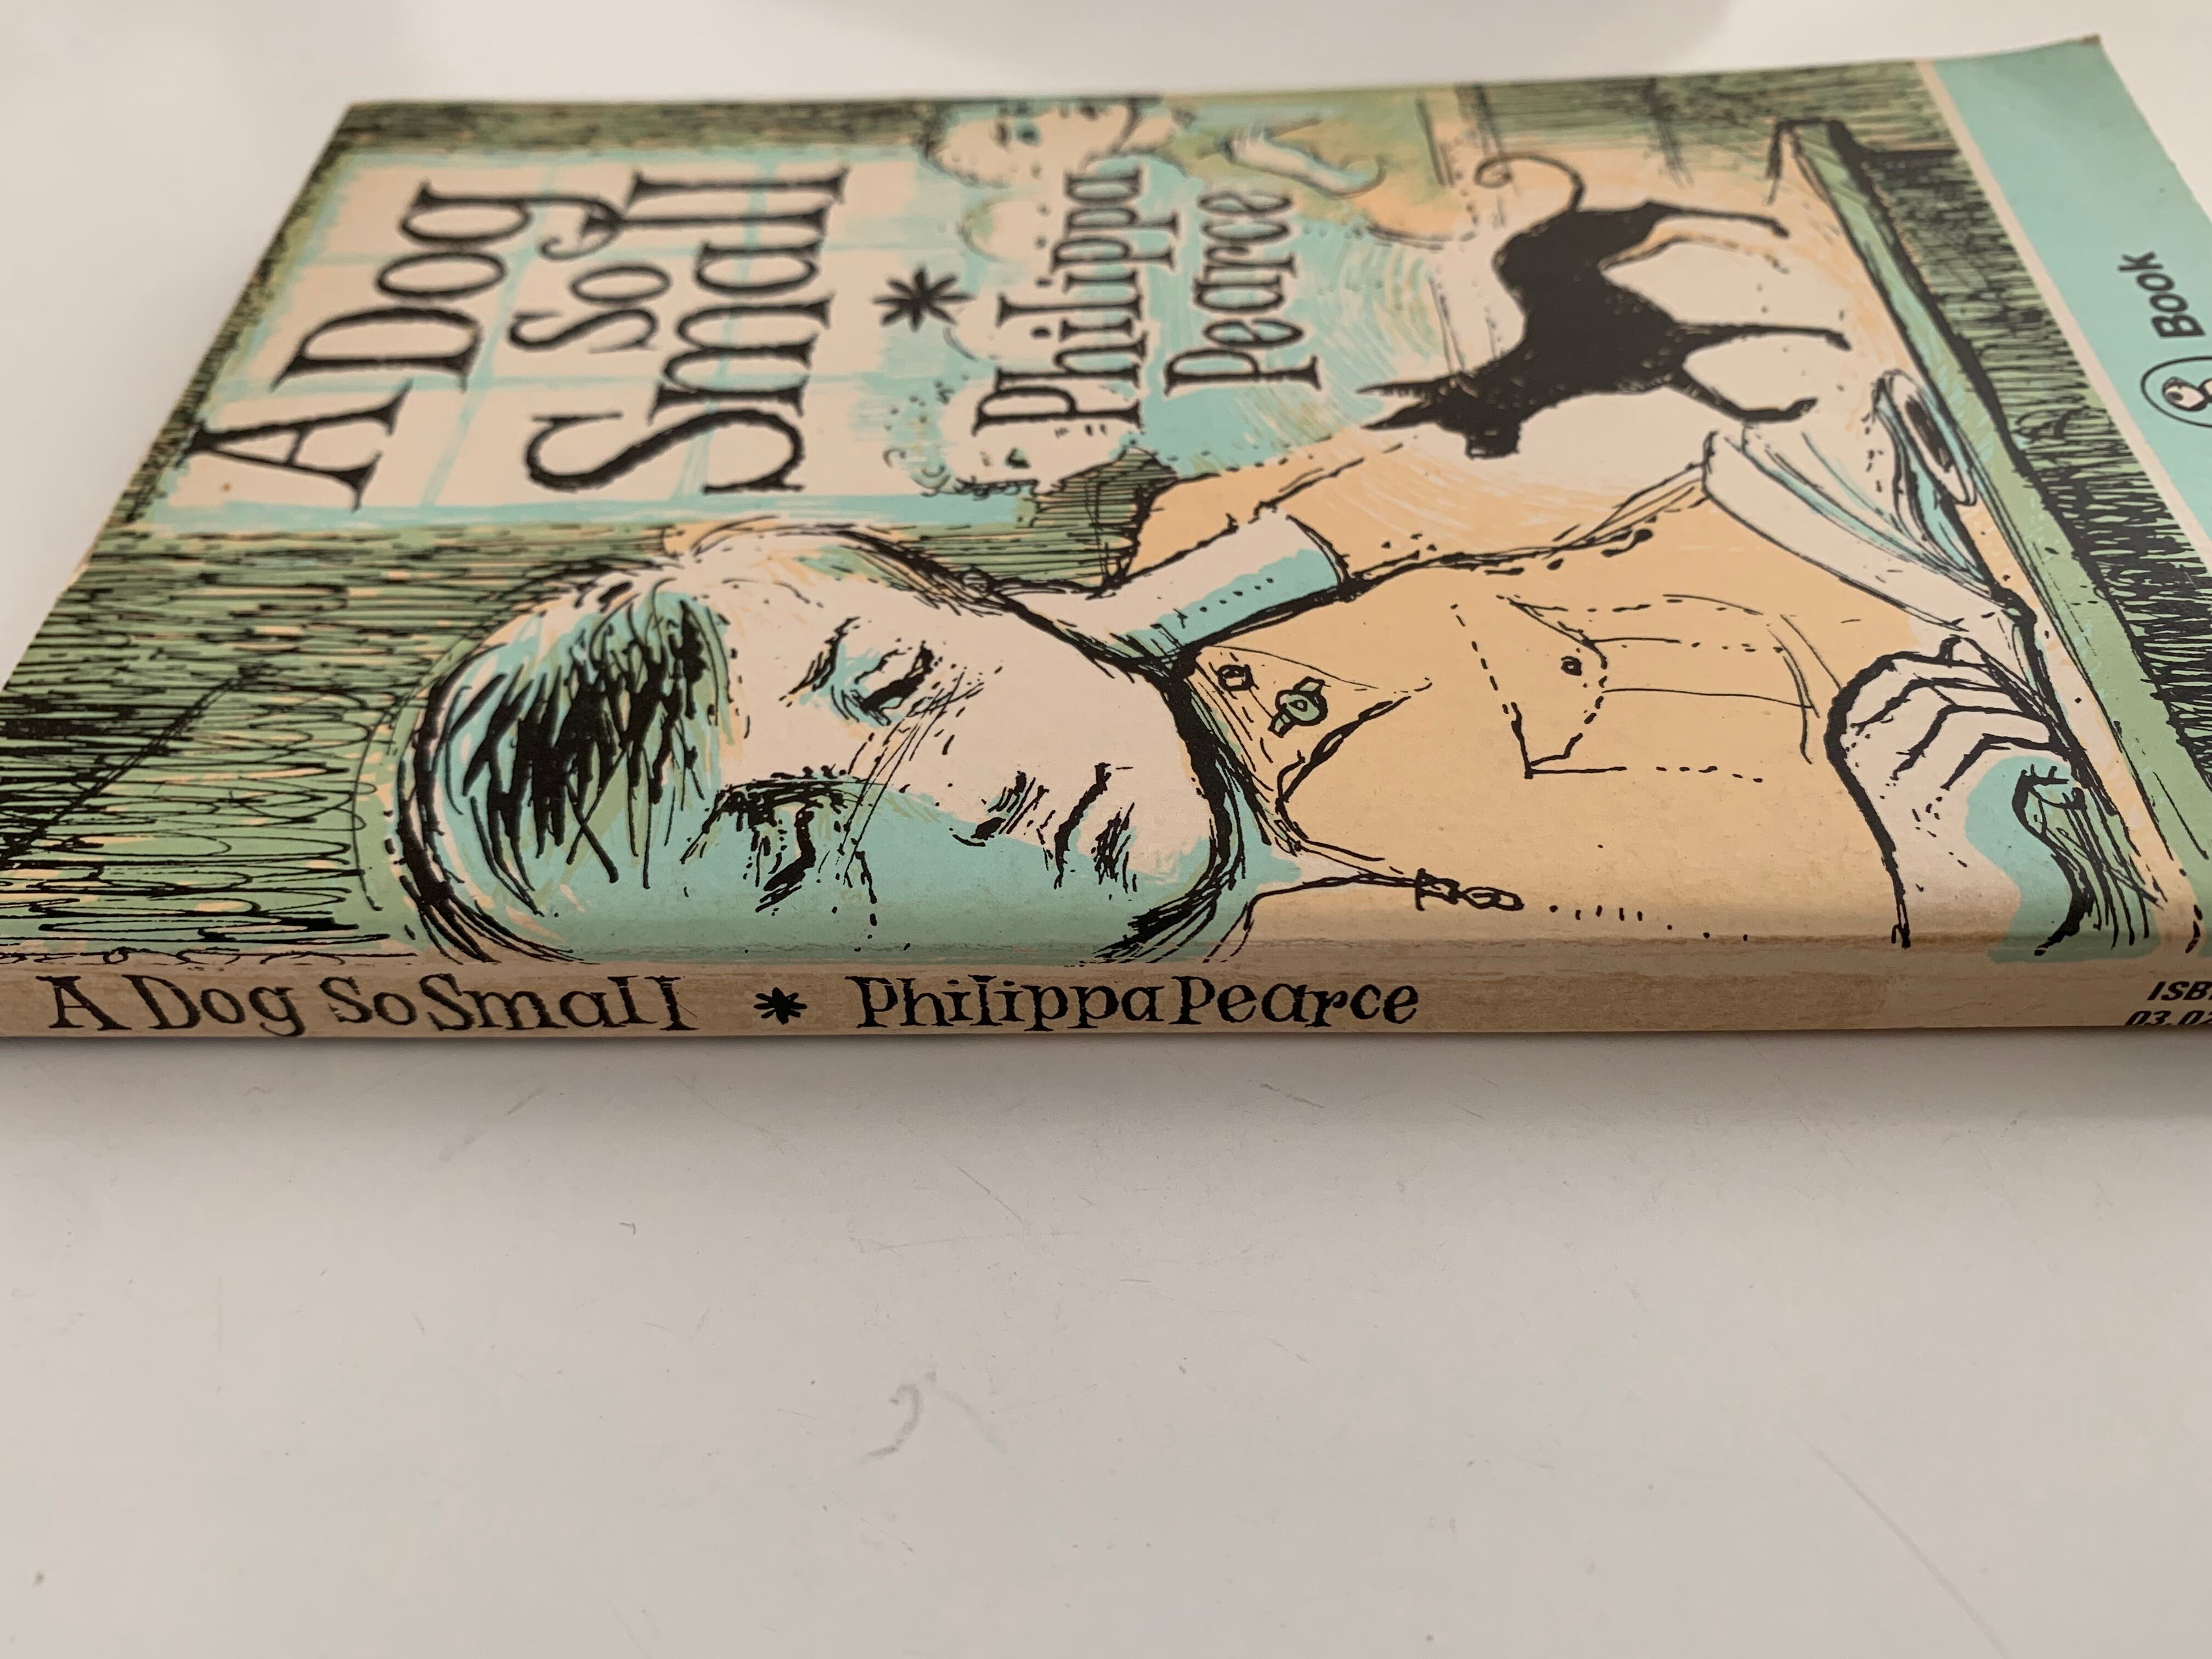 A Dog
So
Small
*
Philippa
Pearce
Book
A Dog So Small * Philippa Pearce